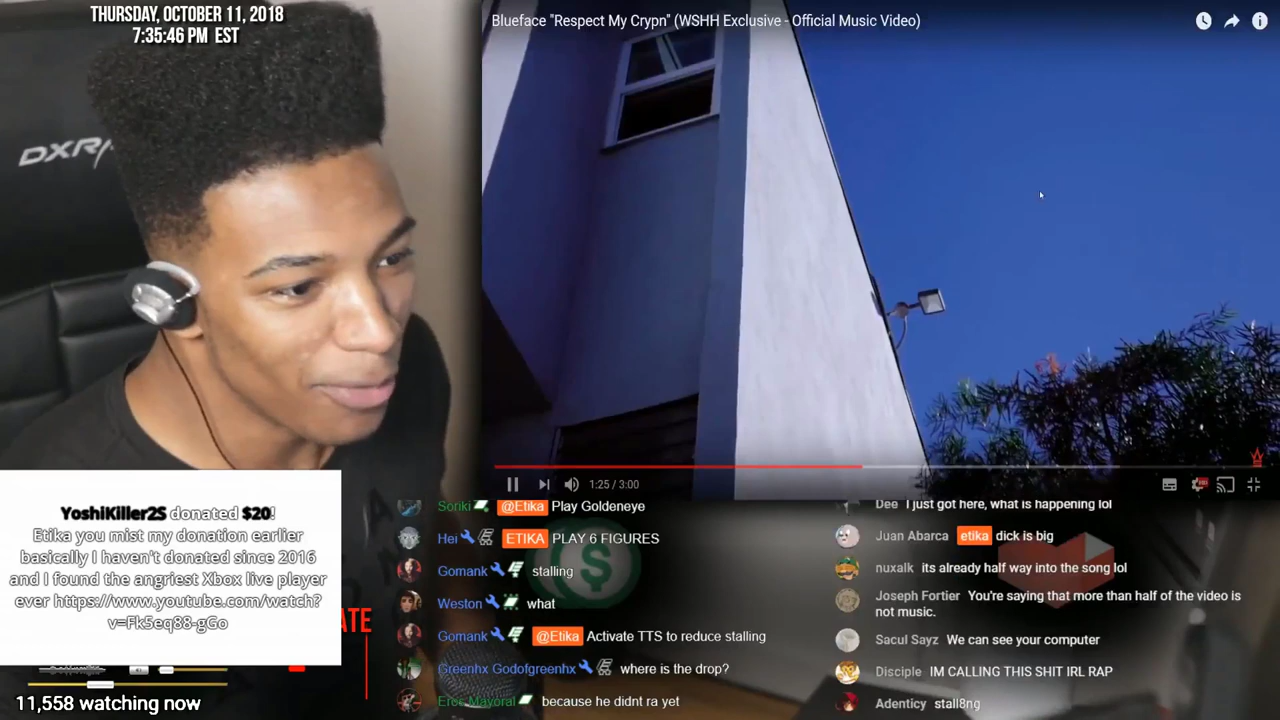 THURSDAY, OCTOBER 11, 2018
7:35:46 PM EST
DXR
Blueface "Respect My Crypn" (WSHH Exclusive - Official Music Video)
1:25 / 3:00
YoshiKiller2S donated $20!
Etika you mist my donation earlier
basically I haven't donated since 2016
and I found the angriest Xbox live player
ever https://www.youtube.com/watch?
v=Fk5eq88-gGo
ATE
11,558 watching now
Soriki @Etika Play Goldeneye
Hei ETIKA PLAY 6 FIGURES
Gomank stalling
Weston what
Gomank @Etika Activate TTS to reduce stalling
Greenhx Godofgreenhx where is the drop?
Eros Mayoral because he didnt ra yet
Dee I just got here, what is happening lol
Juan Abarca etika dick is big
nuxalk its already half way into the song lol
Joseph Fortier You're saying that more than half of the video is
not music.
Sacul Sayz We can see your computer
Disciple IM CALLING THIS SHIT IRL RAP
Adenticy stall8ng